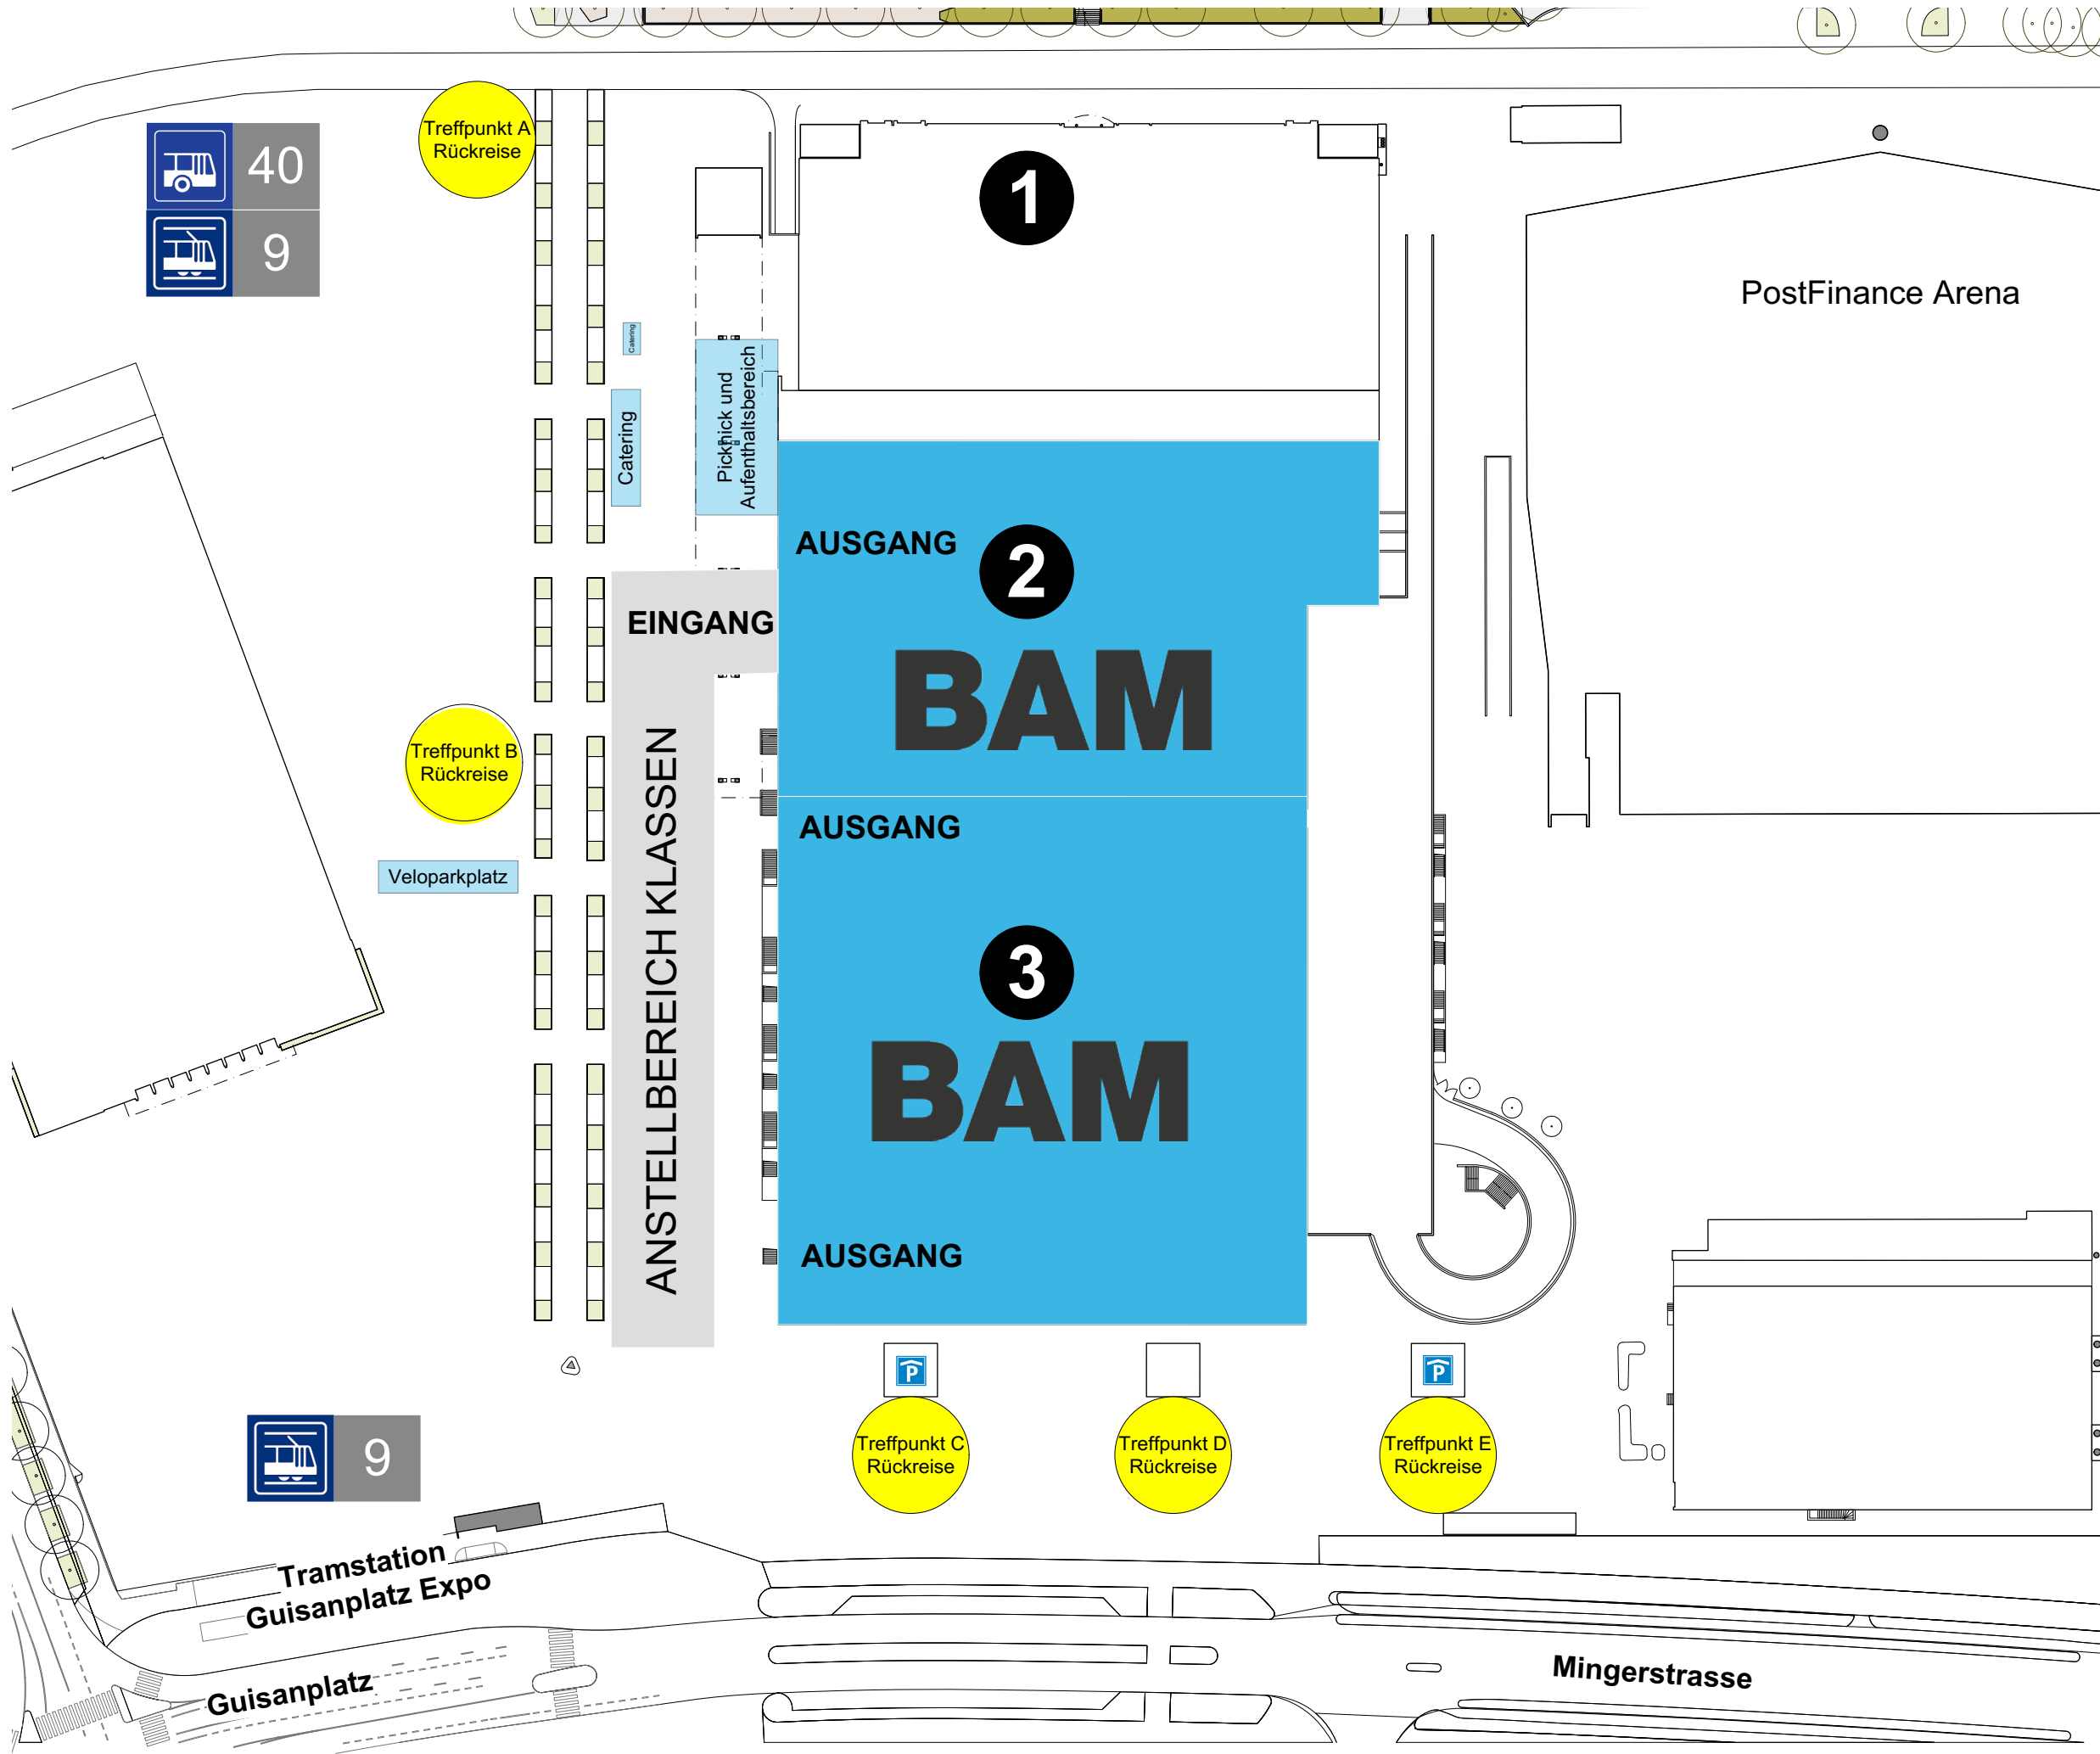 Treffpunkt A
Rückreise
40
9
1
PostFinance Arena
Catering
Catering
Picknick und
Aufenthaltsbereich
AUSGANG
2
EINGANG
BAM
Treffpunkt B
Rückreise
ANSTELLBEREICH KLASSEN
AUSGANG
Veloparkplatz
3
BAM
AUSGANG
P
P
9
Treffpunkt C
Rückreise
Treffpunkt D
Rückreise
Treffpunkt E
Rückreise
Tramstation
Guisanplatz Expo
Guisanplatz
Mingerstrasse